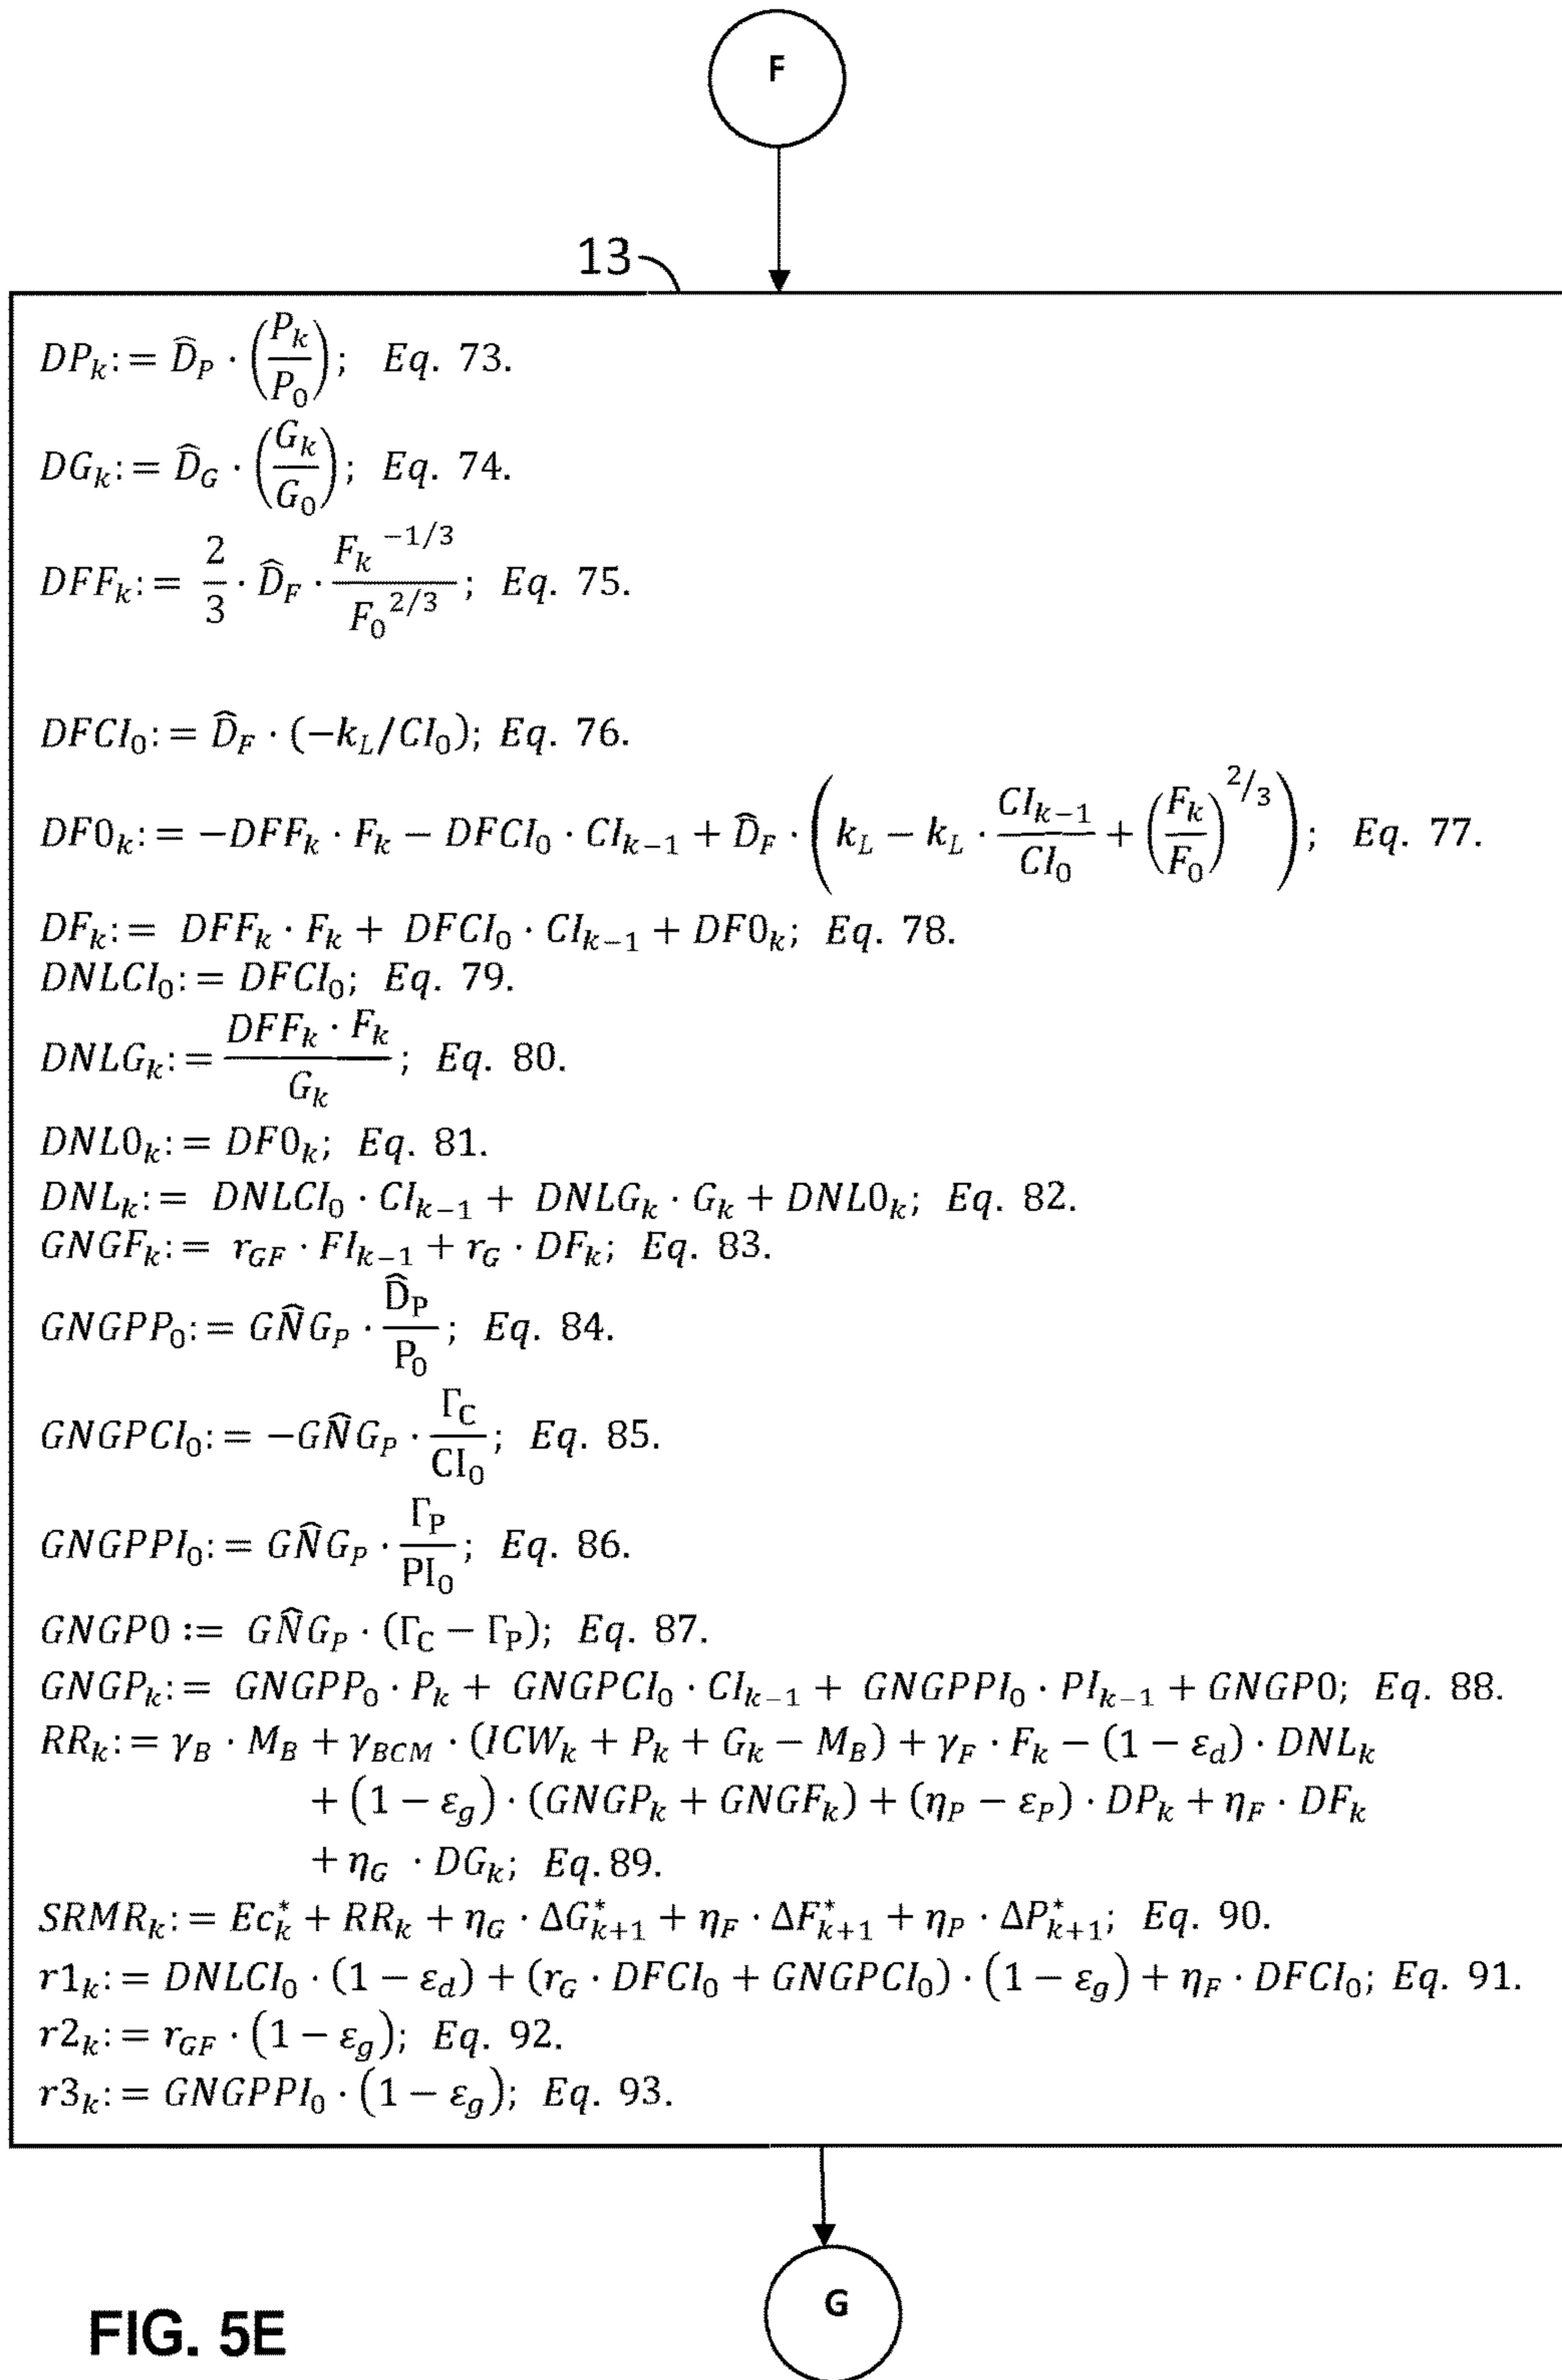 F
13
DP_k := D̂_P · (P_k / P_0); Eq. 73.
DG_k := D̂_G · (G_k / G_0); Eq. 74.
DFF_k := 2/3 · D̂_F · F_k^(-1/3) / F_0^(2/3); Eq. 75.
DFCI_0 := D̂_F · (−k_L/CI_0); Eq. 76.
DF0_k := −DFF_k · F_k − DFCI_0 · CI_{k−1} + D̂_F · (k_L − k_L · CI_{k−1} / CI_0 + (F_k / F_0)^(2/3)); Eq. 77.
DF_k := DFF_k · F_k + DFCI_0 · CI_{k−1} + DF0_k; Eq. 78.
DNLCI_0 := DFCI_0; Eq. 79.
DNLG_k := DFF_k · F_k / G_k; Eq. 80.
DNL0_k := DF0_k; Eq. 81.
DNL_k := DNLCI_0 · CI_{k−1} + DNLG_k · G_k + DNL0_k; Eq. 82.
GNGF_k := r_GF · FI_{k−1} + r_G · DF_k; Eq. 83.
GNGPP_0 := GN̂G_P · D̂_P / P_0; Eq. 84.
GNGPCI_0 := −GN̂G_P · Γ_C / CI_0; Eq. 85.
GNGPPI_0 := GN̂G_P · Γ_P / PI_0; Eq. 86.
GNGP0 := GN̂G_P · (Γ_C − Γ_P); Eq. 87.
GNGP_k := GNGPP_0 · P_k + GNGPCI_0 · CI_{k−1} + GNGPPI_0 · PI_{k−1} + GNGP0; Eq. 88.
RR_k := γ_B · M_B + γ_BCM · (ICW_k + P_k + G_k − M_B) + γ_F · F_k − (1 − ε_d) · DNL_k
+ (1 − ε_g) · (GNGP_k + GNGF_k) + (η_P − ε_P) · DP_k + η_F · DF_k
+ η_G · DG_k; Eq. 89.
SRMR_k := Ec*_k + RR_k + η_G · ΔG*_{k+1} + η_F · ΔF*_{k+1} + η_P · ΔP*_{k+1}; Eq. 90.
r1_k := DNLCI_0 · (1 − ε_d) + (r_G · DFCI_0 + GNGPCI_0) · (1 − ε_g) + η_F · DFCI_0; Eq. 91.
r2_k := r_GF · (1 − ε_g); Eq. 92.
r3_k := GNGPPI_0 · (1 − ε_g); Eq. 93.
G
FIG. 5E